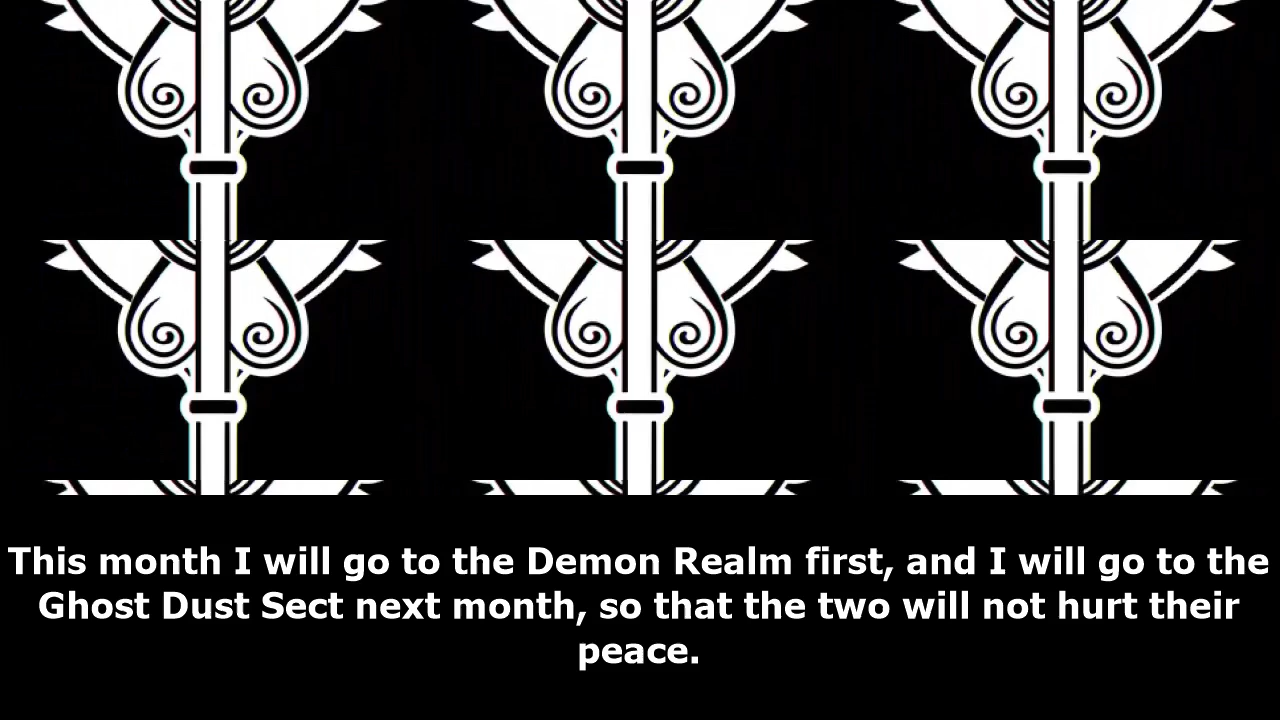 This month I will go to the Demon Realm first, and I will go to the
Ghost Dust Sect next month, so that the two will not hurt their
peace.